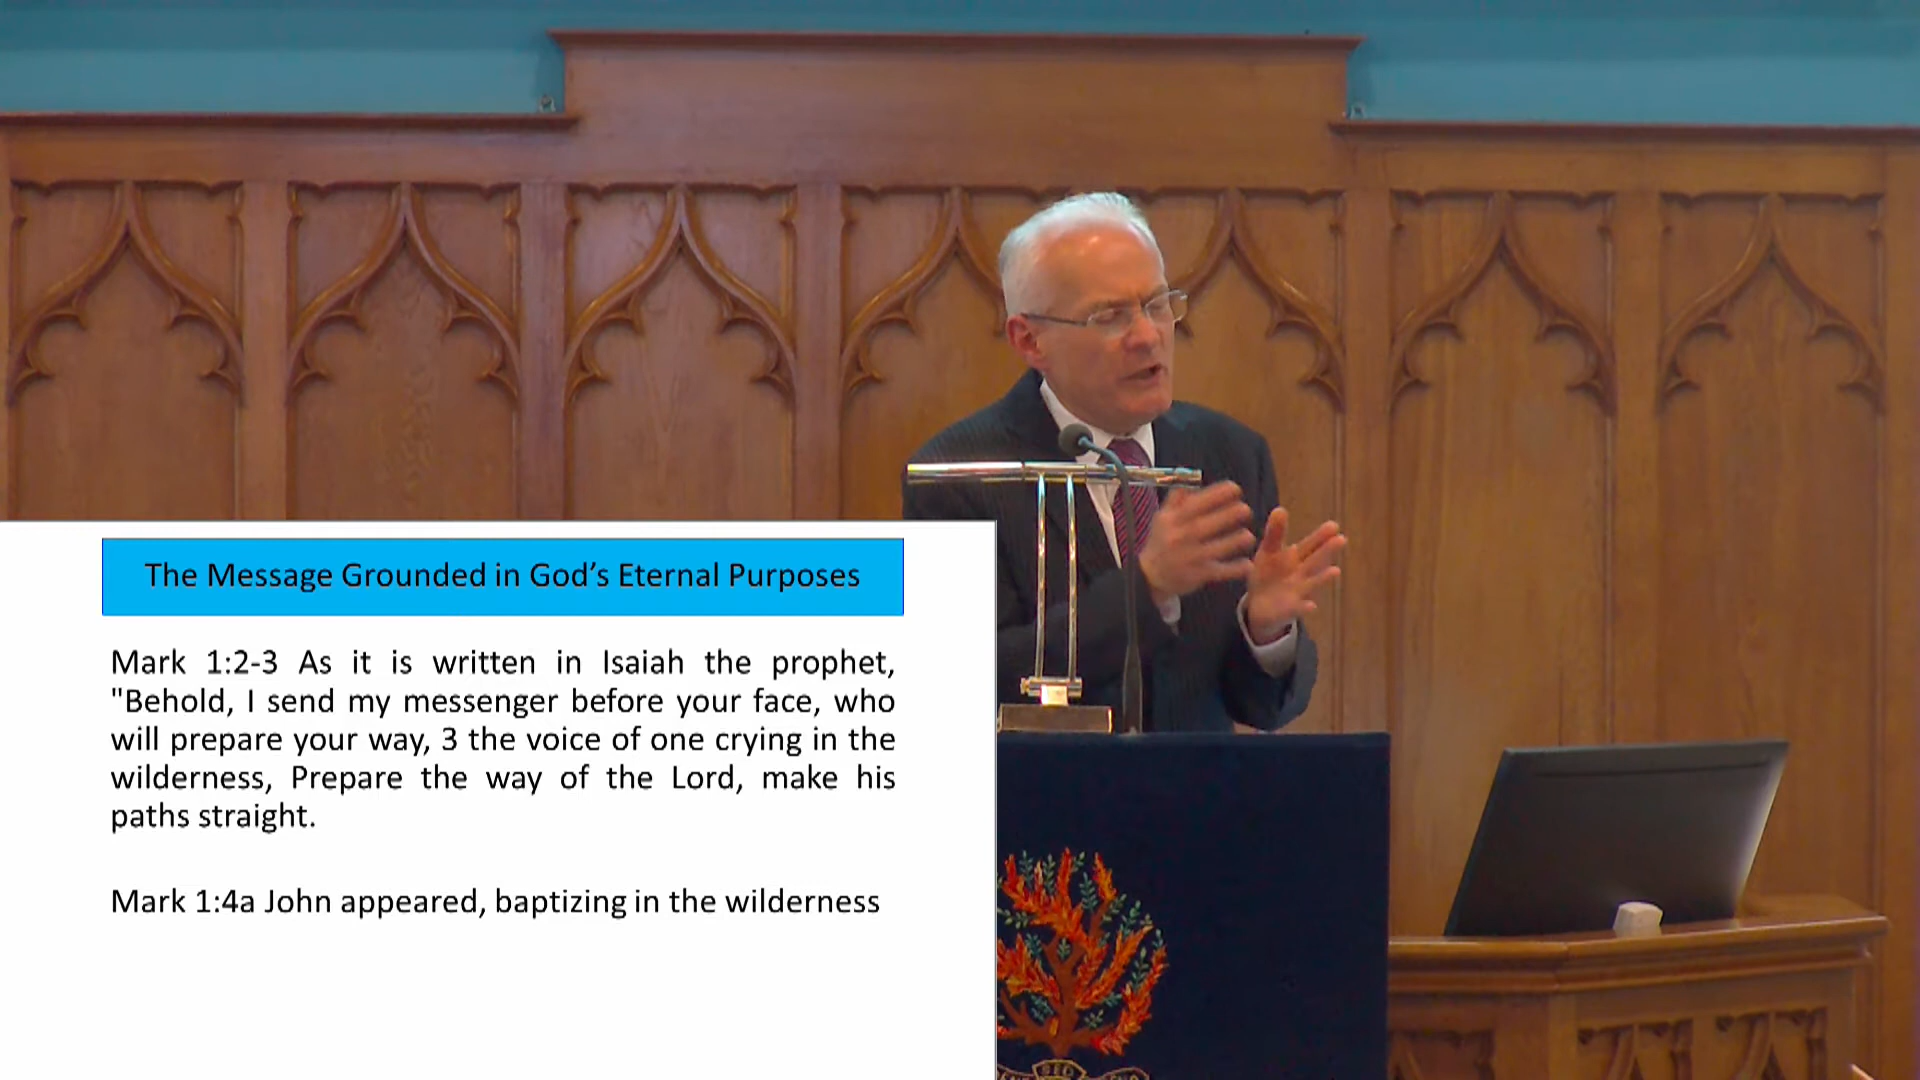 The Message Grounded in God’s Eternal Purposes
Mark 1:2-3 As it is written in Isaiah the prophet,
"Behold, I send my messenger before your face, who
will prepare your way, 3 the voice of one crying in the
wilderness, Prepare the way of the Lord, make his
paths straight.
Mark 1:4a John appeared, baptizing in the wilderness